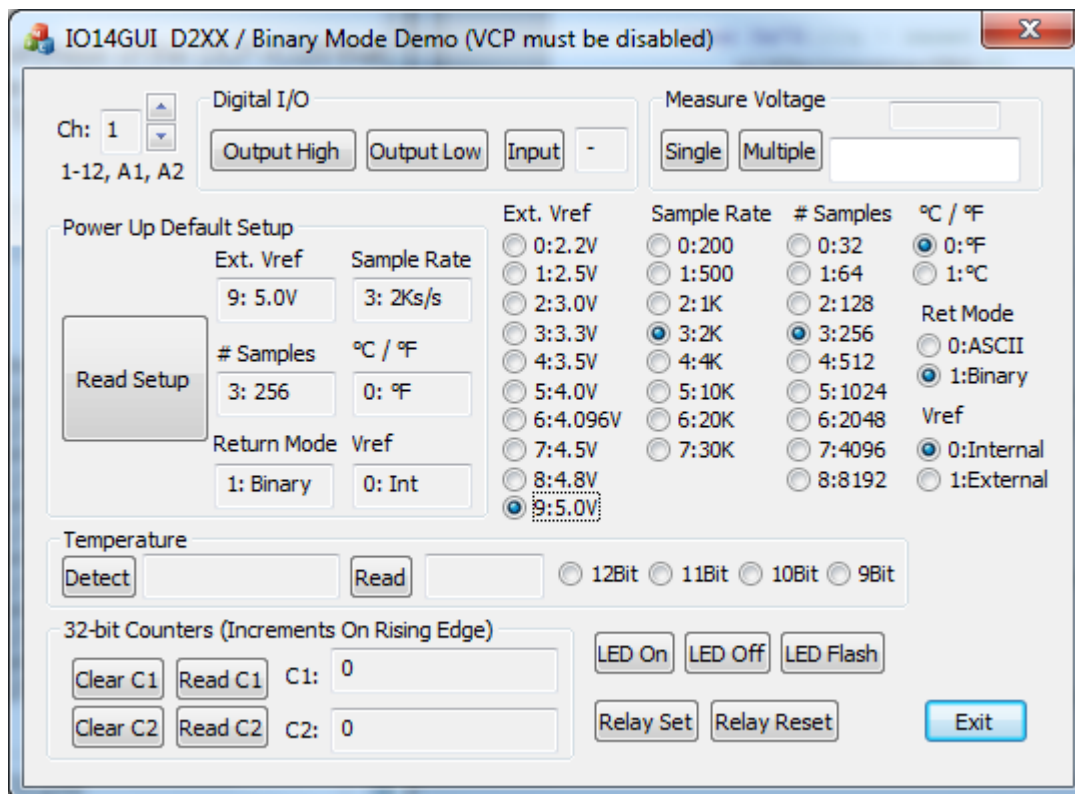 IO14GUI D2XX / Binary Mode Demo (VCP must be disabled)
Ch: 1
1-12, A1, A2
Digital I/O
Output High Output Low Input -
Measure Voltage
Single Multiple
Power Up Default Setup
Ext. Vref Sample Rate
9: 5.0V 3: 2Ks/s
# Samples ºC / ºF
3: 256 0: ºF
Read Setup
Return Mode Vref
1: Binary 0: Int
Ext. Vref
0:2.2V
1:2.5V
2:3.0V
3:3.3V
4:3.5V
5:4.0V
6:4.096V
7:4.5V
8:4.8V
9:5.0V
Sample Rate
0:200
1:500
2:1K
3:2K
4:4K
5:10K
6:20K
7:30K
# Samples
0:32
1:64
2:128
3:256
4:512
5:1024
6:2048
7:4096
8:8192
ºC / ºF
0:ºF
1:ºC
Ret Mode
0:ASCII
1:Binary
Vref
0:Internal
1:External
Temperature
Detect Read 12Bit 11Bit 10Bit 9Bit
32-bit Counters (Increments On Rising Edge)
Clear C1 Read C1 C1: 0
Clear C2 Read C2 C2: 0
LED On LED Off LED Flash
Relay Set Relay Reset Exit